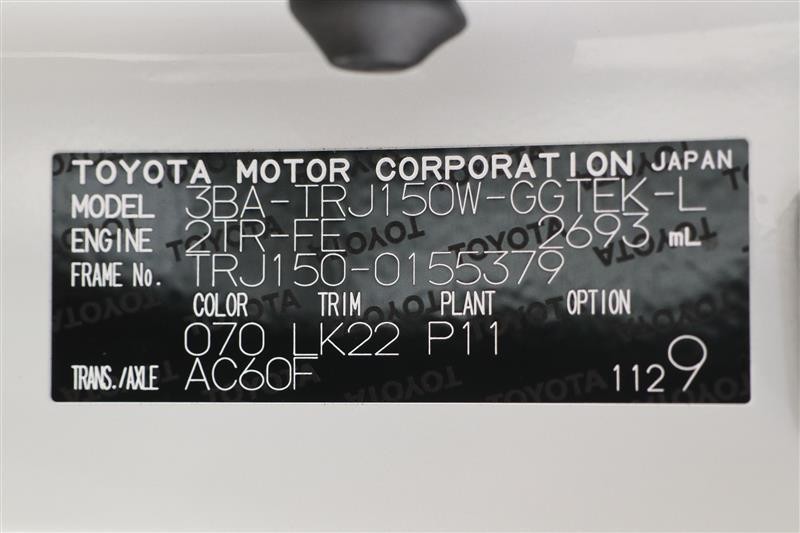 TOYOTA MOTOR CORPORATION JAPAN
MODEL 3BA-TRJ150W-GGTEK-L
ENGINE 2TR-FE 2693 mL
FRAME No. TRJ150-0155379
COLOR TRIM PLANT OPTION
070 LK22 P11
TRANS./AXLE AC60F 1129